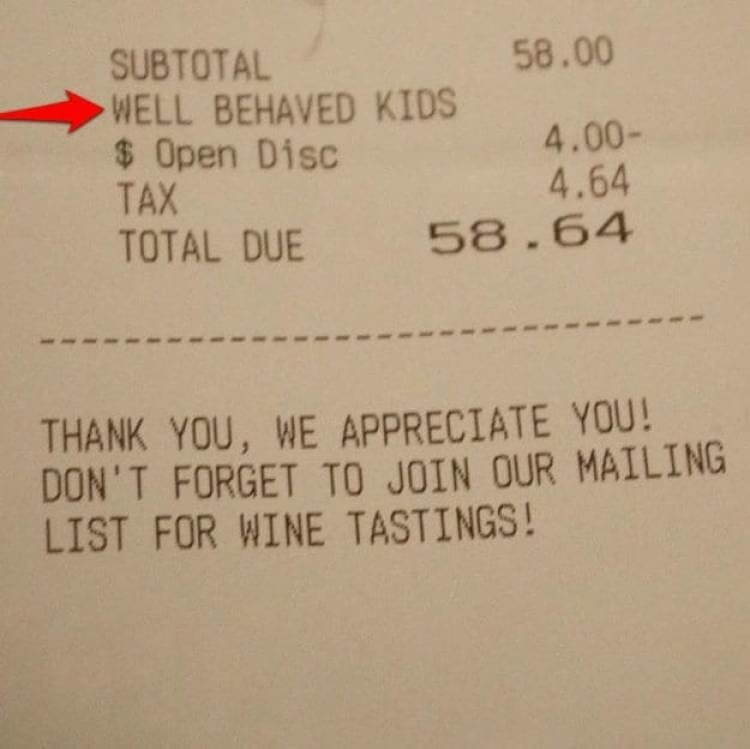 SUBTOTAL 58.00
WELL BEHAVED KIDS
$ Open Disc 4.00-
TAX 4.64
TOTAL DUE 58.64
--------------------------------
THANK YOU, WE APPRECIATE YOU!
DON'T FORGET TO JOIN OUR MAILING
LIST FOR WINE TASTINGS!